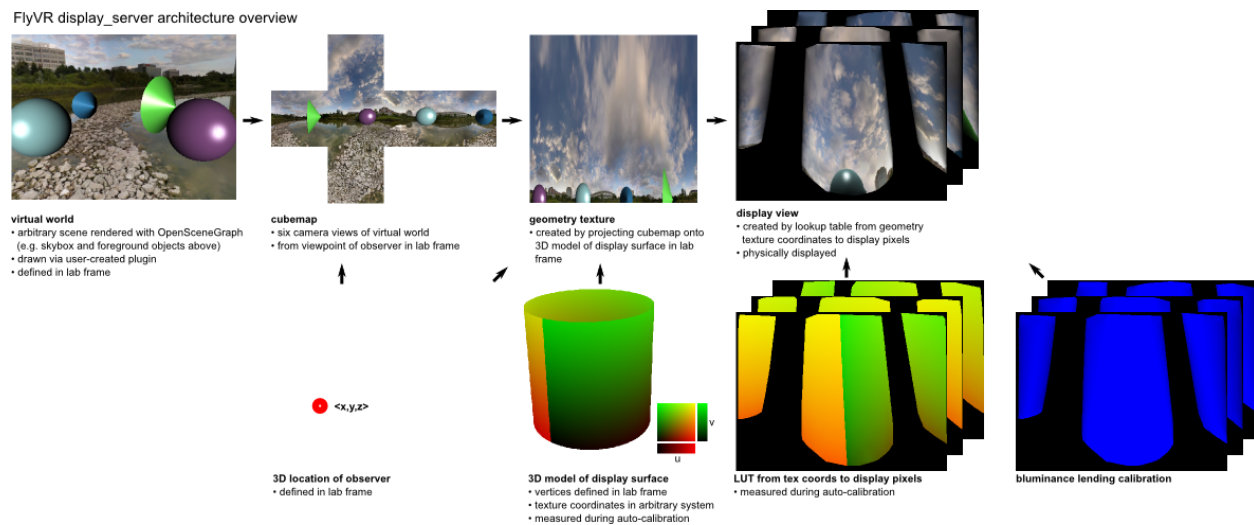 FlyVR display_server architecture overview
virtual world
• arbitrary scene rendered with OpenSceneGraph
(e.g. skybox and foreground objects above)
• drawn via user-created plugin
• defined in lab frame
cubemap
• six camera views of virtual world
• from viewpoint of observer in lab frame
geometry texture
• created by projecting cubemap onto
3D model of display surface in lab
frame
display view
• created by lookup table from geometry
texture coordinates to display pixels
• physically displayed
<x,y,z>
v
u
3D location of observer
• defined in lab frame
3D model of display surface
• vertices defined in lab frame
• texture coordinates in arbitrary system
• measured during auto-calibration
LUT from tex coords to display pixels
• measured during auto-calibration
bluminance lending calibration